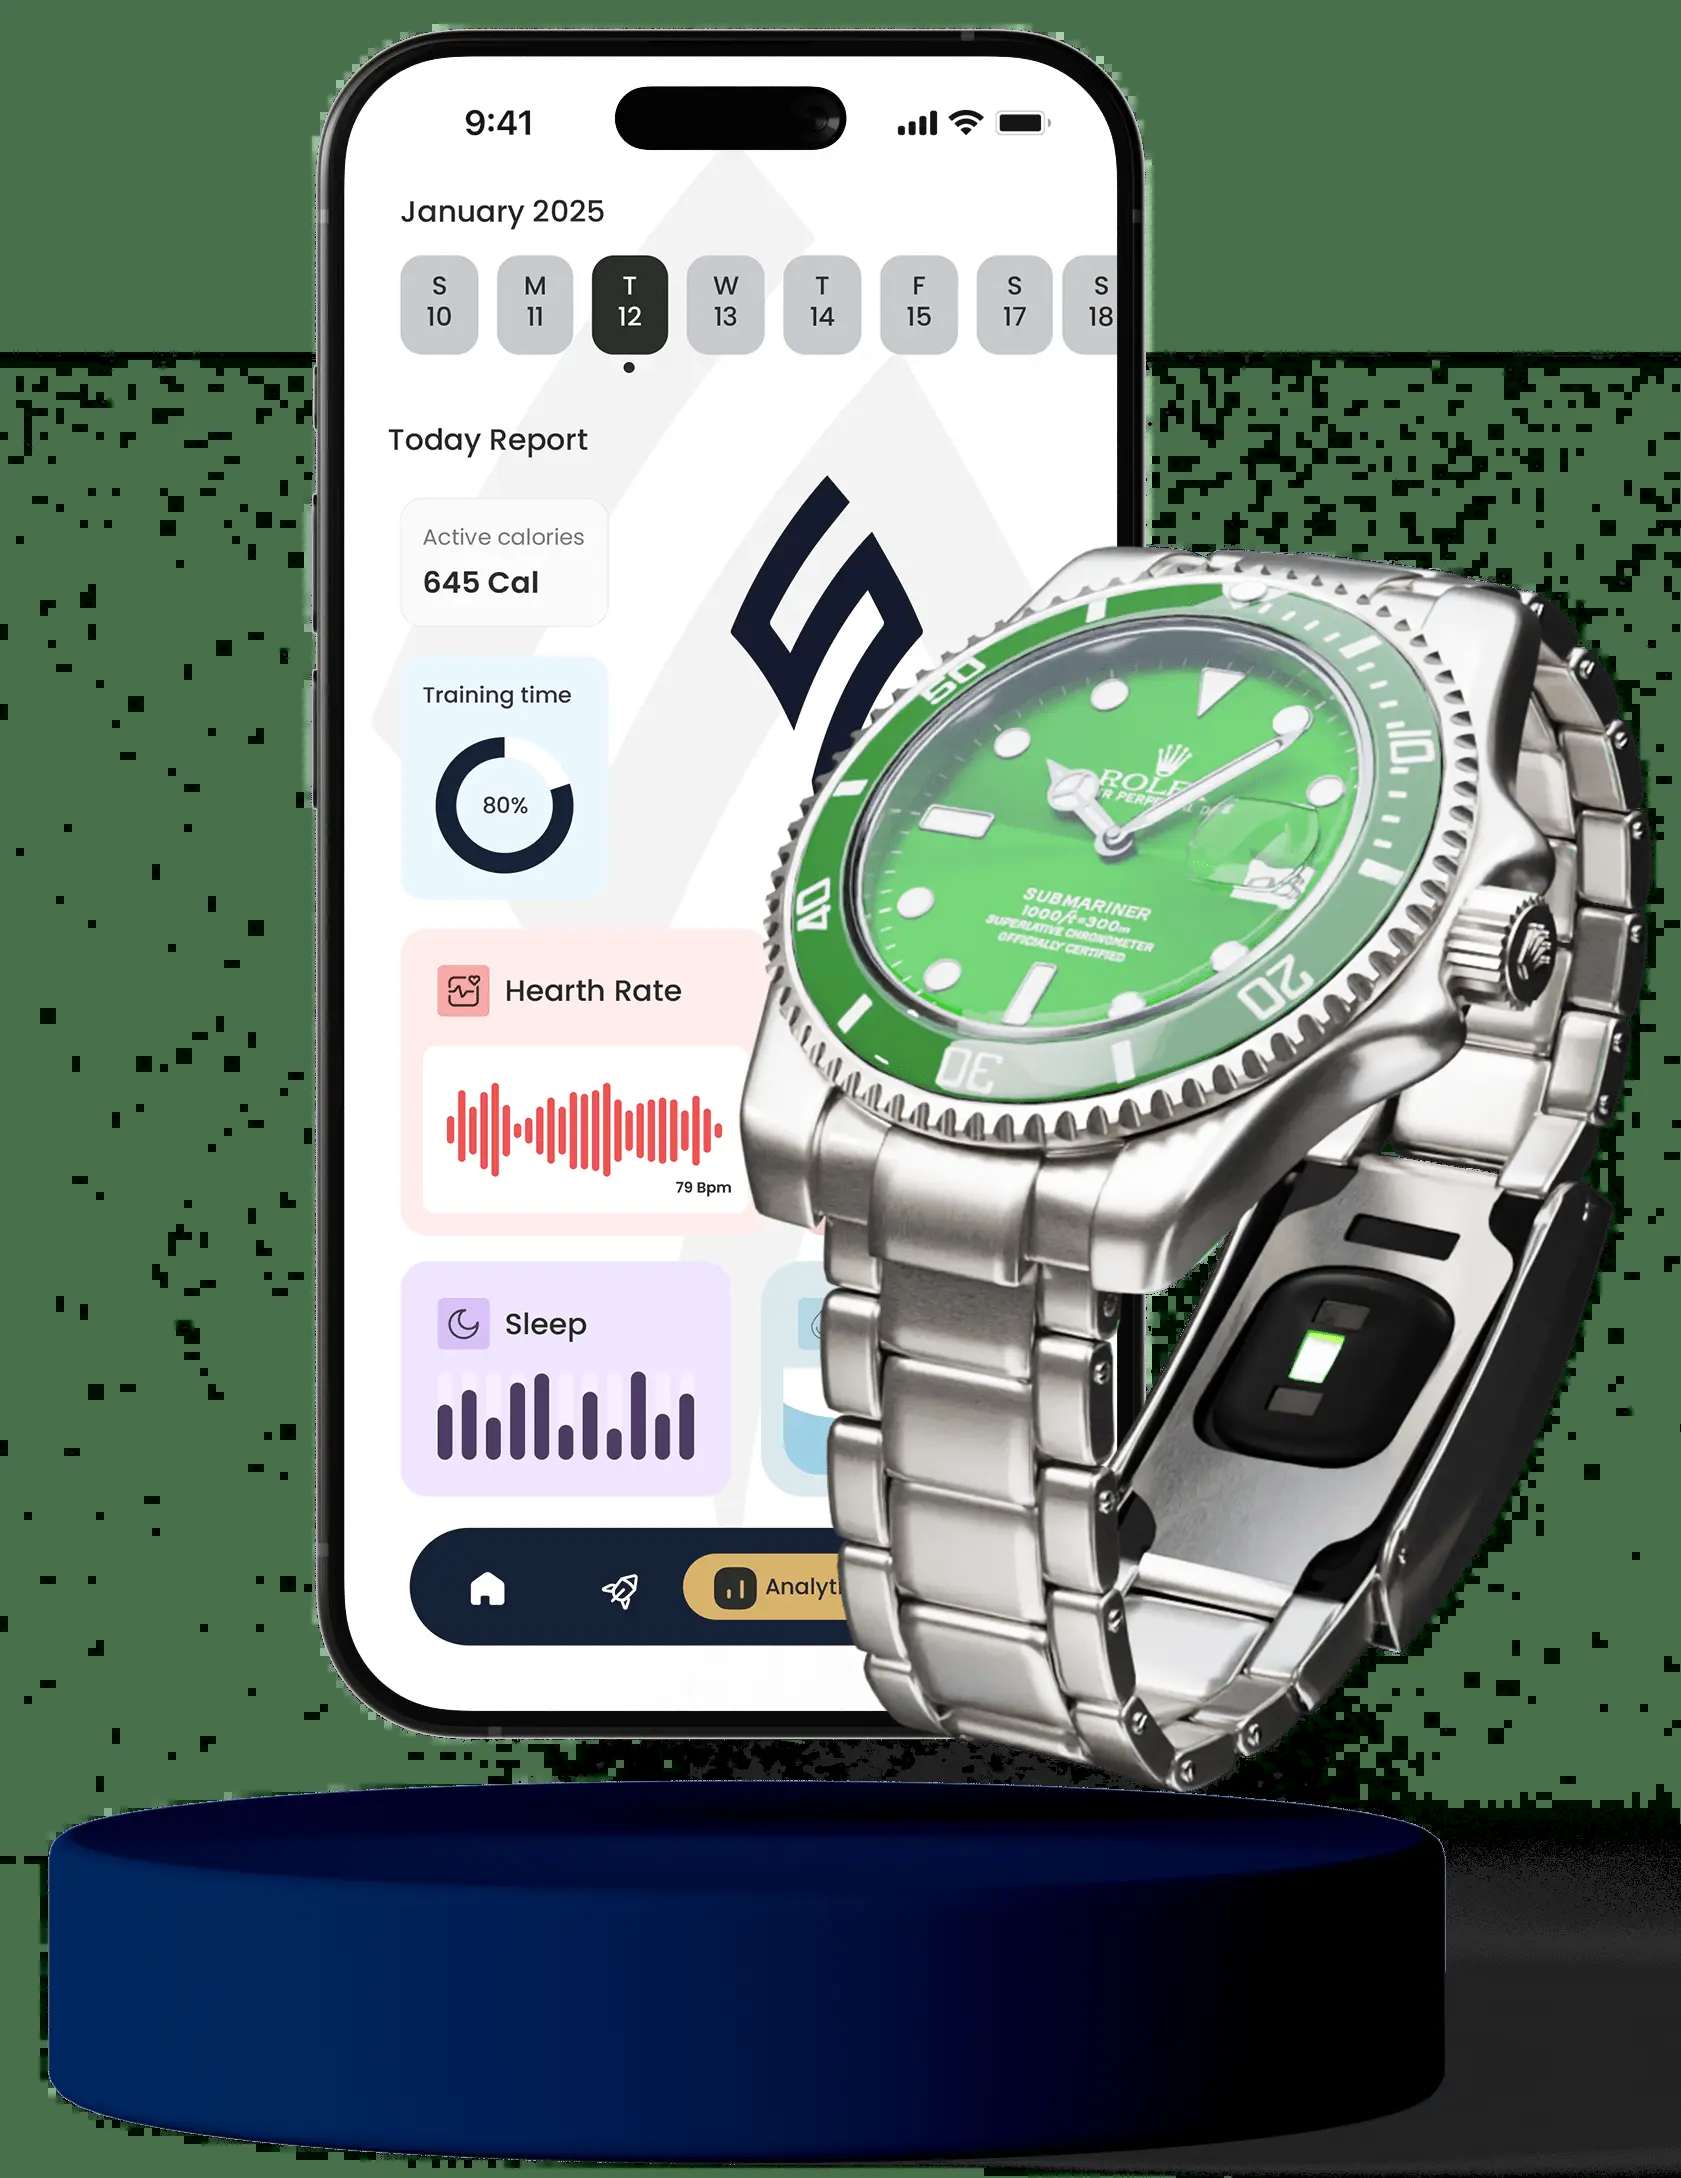 9:41
January 2025
S M T W T F S S
10 11 12 13 14 15 17 18
Today Report
Active calories
645 Cal
Training time
80%
Hearth Rate
79 Bpm
Sleep
Analyt
50
10
40
20
30
ROLE
PERPE
SUBMARINER
1000ft=300m
SUPERLATIVE CHRONOMETER
OFFICIALLY CERTIFIED